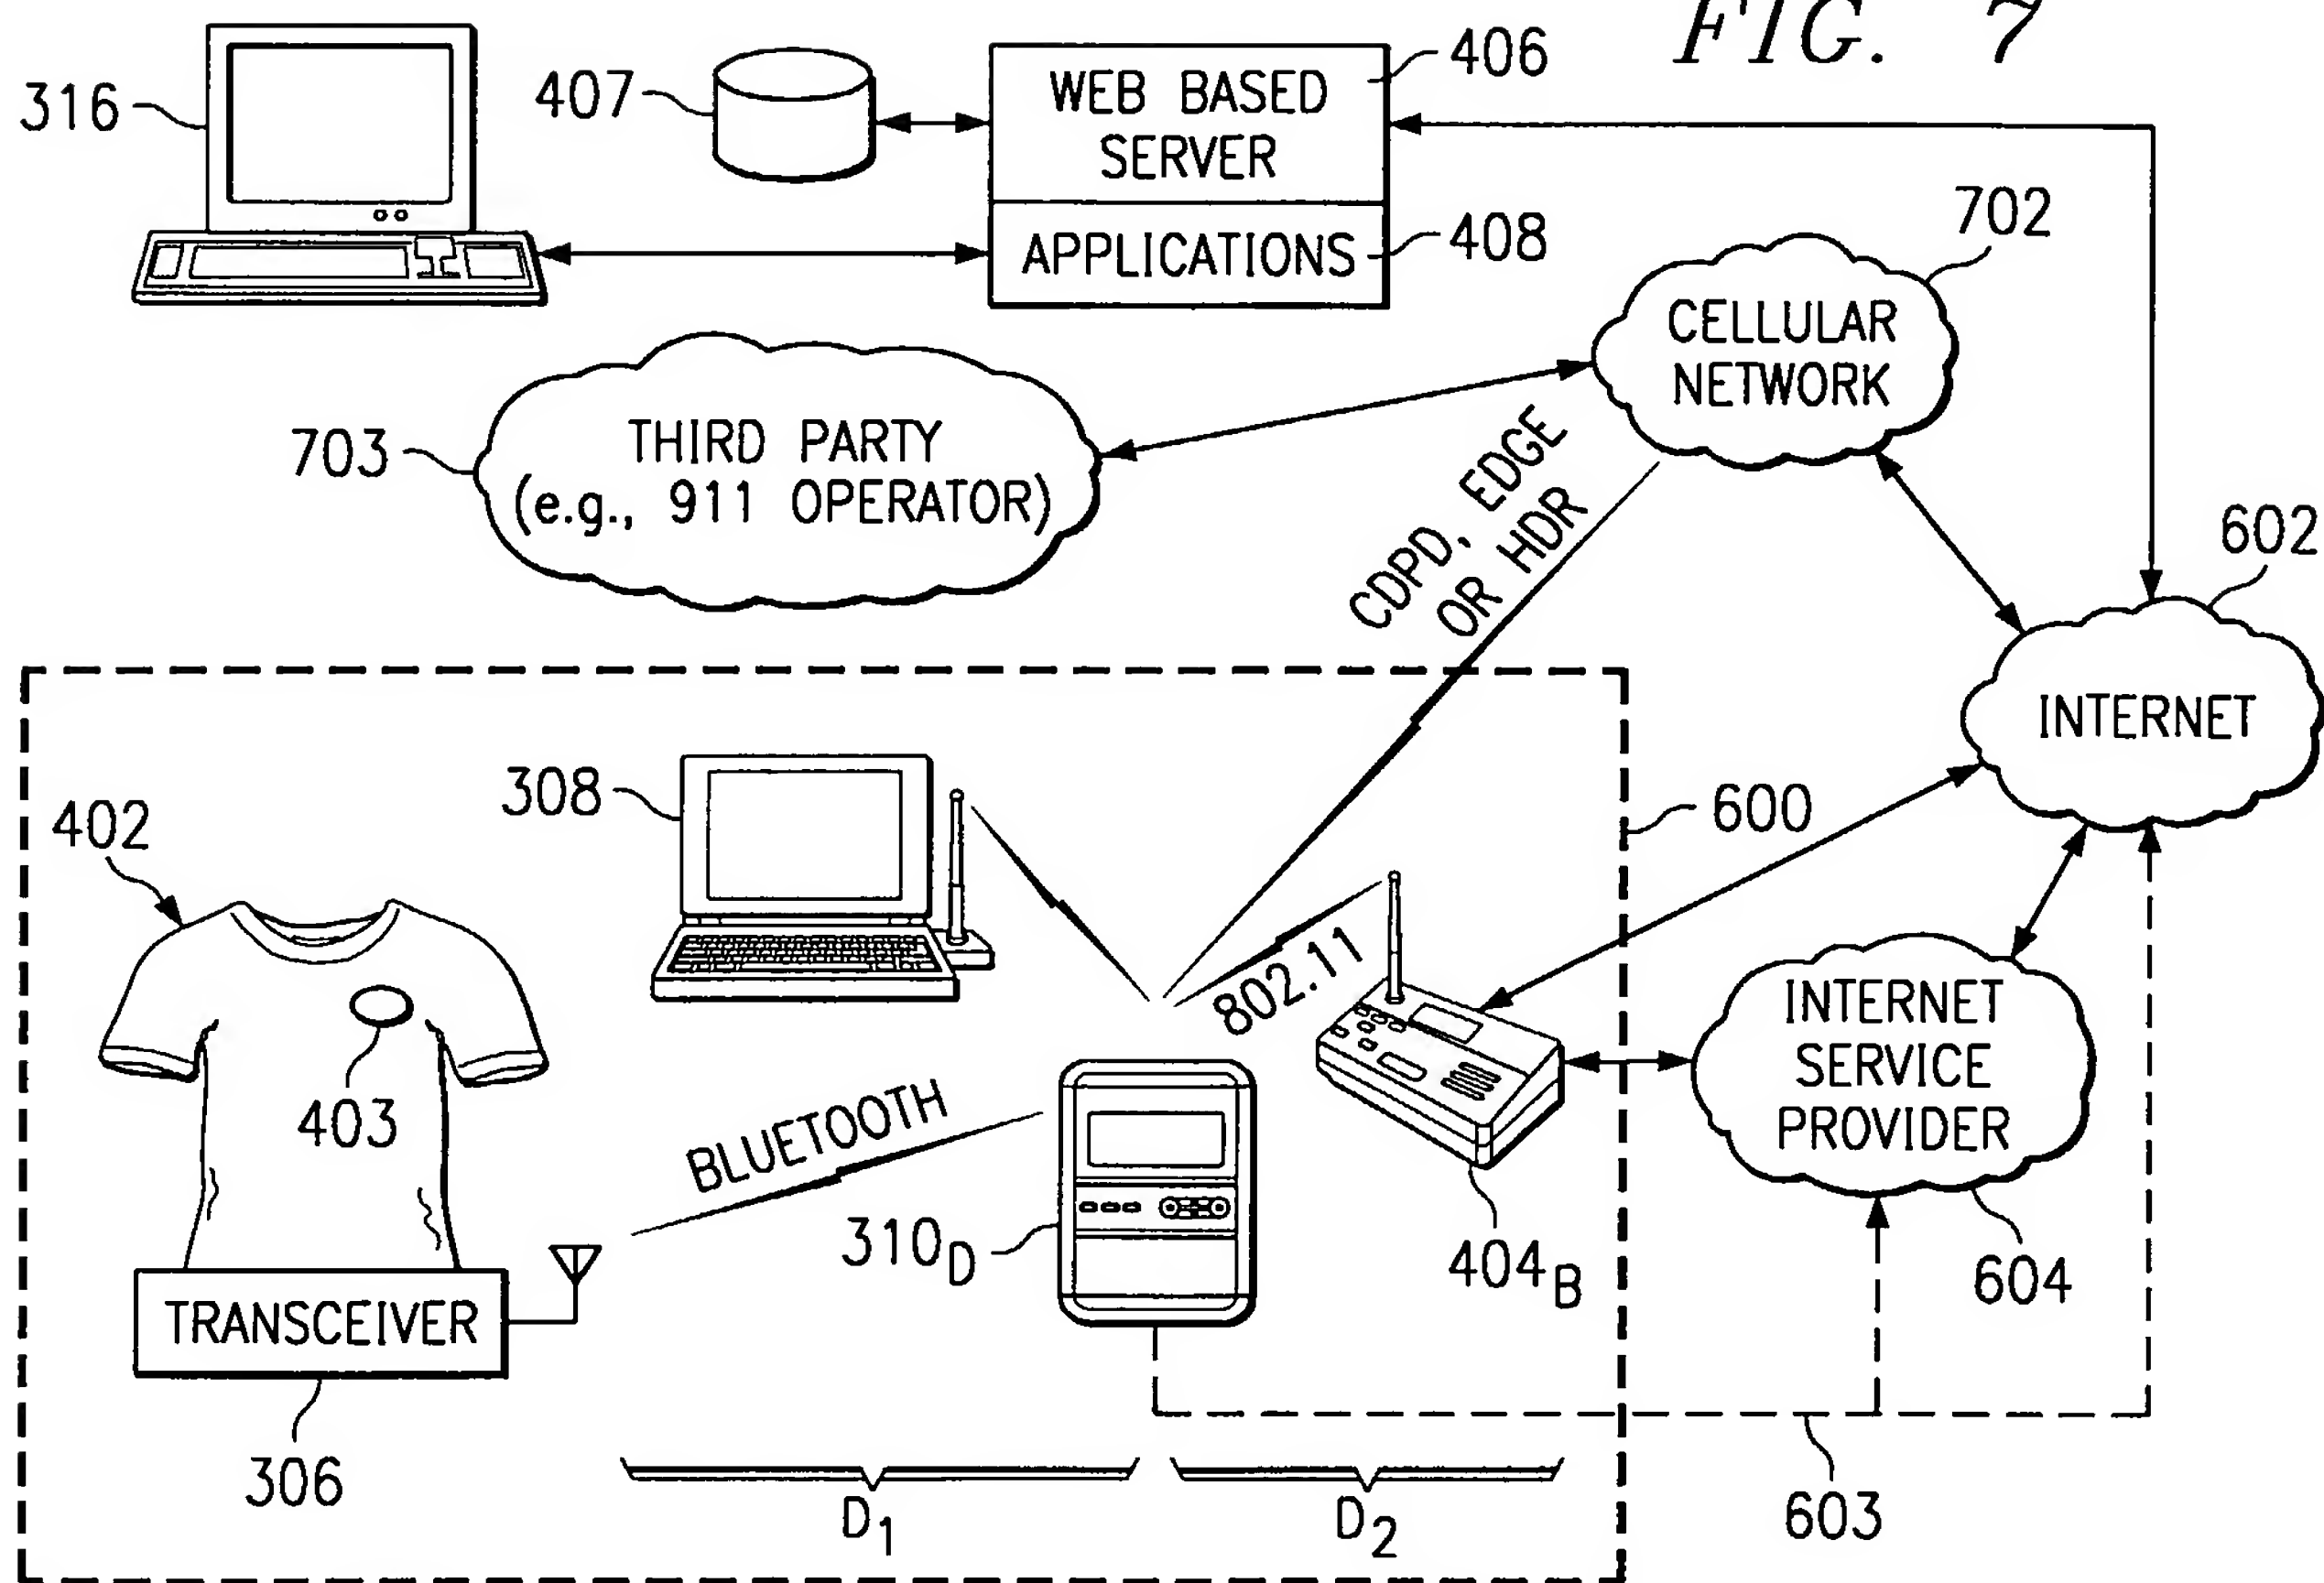 FIG. 7
316
407
406
WEB BASED
SERVER
APPLICATIONS
408
702
CELLULAR
NETWORK
703
THIRD PARTY
(e.g., 911 OPERATOR)
CDPD, EDGE
OR HDR
602
INTERNET
308
600
402
802.11
403
BLUETOOTH
INTERNET
SERVICE
PROVIDER
310D
404B
604
TRANSCEIVER
306
D1
D2
603